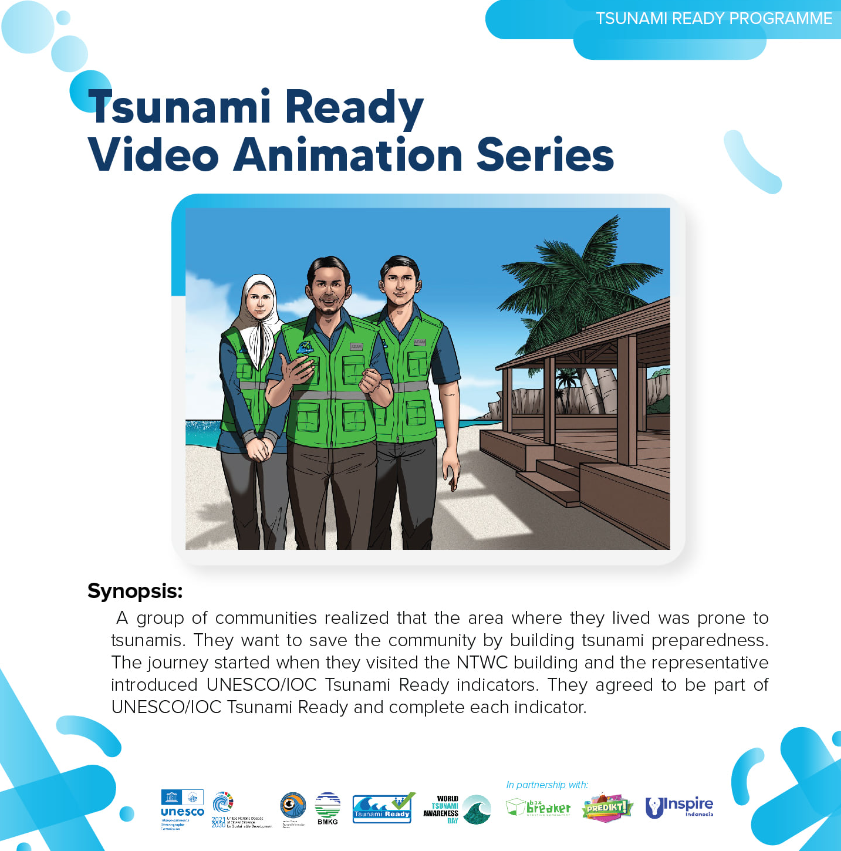 TSUNAMI READY PROGRAMME
Tsunami Ready
Video Animation Series
Synopsis:
A group of communities realized that the area where they lived was prone to
tsunamis. They want to save the community by building tsunami preparedness.
The journey started when they visited the NTWC building and the representative
introduced UNESCO/IOC Tsunami Ready indicators. They agreed to be part of
UNESCO/IOC Tsunami Ready and complete each indicator.
In partnership with:
unesco
BMKG
Tsunami Ready
WORLD
TSUNAMI
AWARENESS
DAY
breaker
PREDIKT!
Inspire
Indonesia